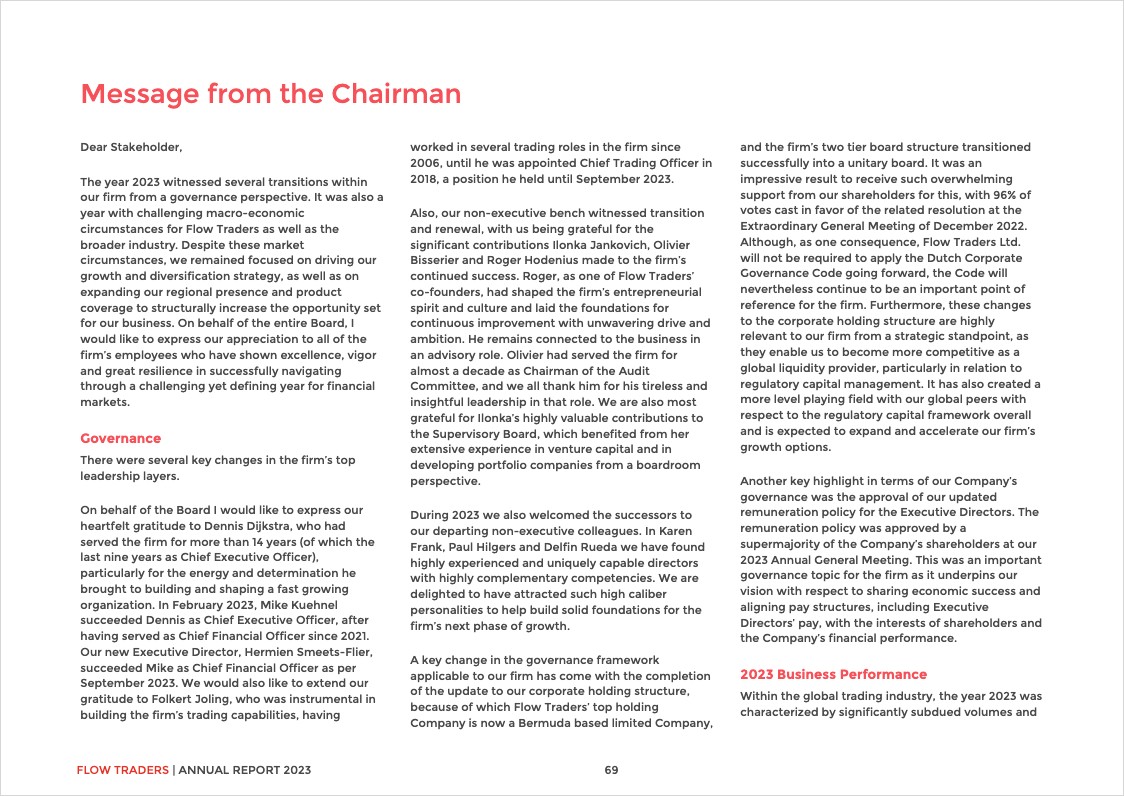 Message from the Chairman
Dear Stakeholder,
The year 2023 witnessed several transitions within
our firm from a governance perspective. It was also a
year with challenging macro-economic
circumstances for Flow Traders as well as the
broader industry. Despite these market
circumstances, we remained focused on driving our
growth and diversification strategy, as well as on
expanding our regional presence and product
coverage to structurally increase the opportunity set
for our business. On behalf of the entire Board, I
would like to express our appreciation to all of the
firm's employees who have shown excellence, vigor
and great resilience in successfully navigating
through a challenging yet defining year for financial
markets.
Governance
There were several key changes in the firm's top
leadership layers.
On behalf of the Board I would like to express our
heartfelt gratitude to Dennis Dijkstra, who had
served the firm for more than 14 years (of which the
last nine years as Chief Executive Officer),
particularly for the energy and determination he
brought to building and shaping a fast growing
organization. In February 2023, Mike Kuehnel
succeeded Dennis as Chief Executive Officer, after
having served as Chief Financial Officer since 2021.
Our new Executive Director, Hermien Smeets-Flier,
succeeded Mike as Chief Financial Officer as per
September 2023. We would also like to extend our
gratitude to Folkert Joling, who was instrumental in
building the firm's trading capabilities, having
worked in several trading roles in the firm since
2006, until he was appointed Chief Trading Officer in
2018, a position he held until September 2023.
Also, our non-executive bench witnessed transition
and renewal, with us being grateful for the
significant contributions Ilonka Jankovich, Olivier
Bisserier and Roger Hodenius made to the firm's
continued success. Roger, as one of Flow Traders'
co-founders, had shaped the firm's entrepreneurial
spirit and culture and laid the foundations for
continuous improvement with unwavering drive and
ambition. He remains connected to the business in
an advisory role. Olivier had served the firm for
almost a decade as Chairman of the Audit
Committee, and we all thank him for his tireless and
insightful leadership in that role. We are also most
grateful for Ilonka's highly valuable contributions to
the Supervisory Board, which benefited from her
extensive experience in venture capital and in
developing portfolio companies from a boardroom
perspective.
During 2023 we also welcomed the successors to
our departing non-executive colleagues. In Karen
Frank, Paul Hilgers and Delfin Rueda we have found
highly experienced and uniquely capable directors
with highly complementary competencies. We are
delighted to have attracted such high caliber
personalities to help build solid foundations for the
firm's next phase of growth.
A key change in the governance framework
applicable to our firm has come with the completion
of the update to our corporate holding structure,
because of which Flow Traders' top holding
Company is now a Bermuda based limited Company,
and the firm's two tier board structure transitioned
successfully into a unitary board. It was an
impressive result to receive such overwhelming
support from our shareholders for this, with 96% of
votes cast in favor of the related resolution at the
Extraordinary General Meeting of December 2022.
Although, as one consequence, Flow Traders Ltd.
will not be required to apply the Dutch Corporate
Governance Code going forward, the Code will
nevertheless continue to be an important point of
reference for the firm. Furthermore, these changes
to the corporate holding structure are highly
relevant to our firm from a strategic standpoint, as
they enable us to become more competitive as a
global liquidity provider, particularly in relation to
regulatory capital management. It has also created a
more level playing field with our global peers with
respect to the regulatory capital framework overall
and is expected to expand and accelerate our firm's
growth options.
Another key highlight in terms of our Company's
governance was the approval of our updated
remuneration policy for the Executive Directors. The
remuneration policy was approved by a
supermajority of the Company's shareholders at our
2023 Annual General Meeting. This was an important
governance topic for the firm as it underpins our
vision with respect to sharing economic success and
aligning pay structures, including Executive
Directors' pay, with the interests of shareholders and
the Company's financial performance.
2023 Business Performance
Within the global trading industry, the year 2023 was
characterized by significantly subdued volumes and
FLOW TRADERS | ANNUAL REPORT 2023
69